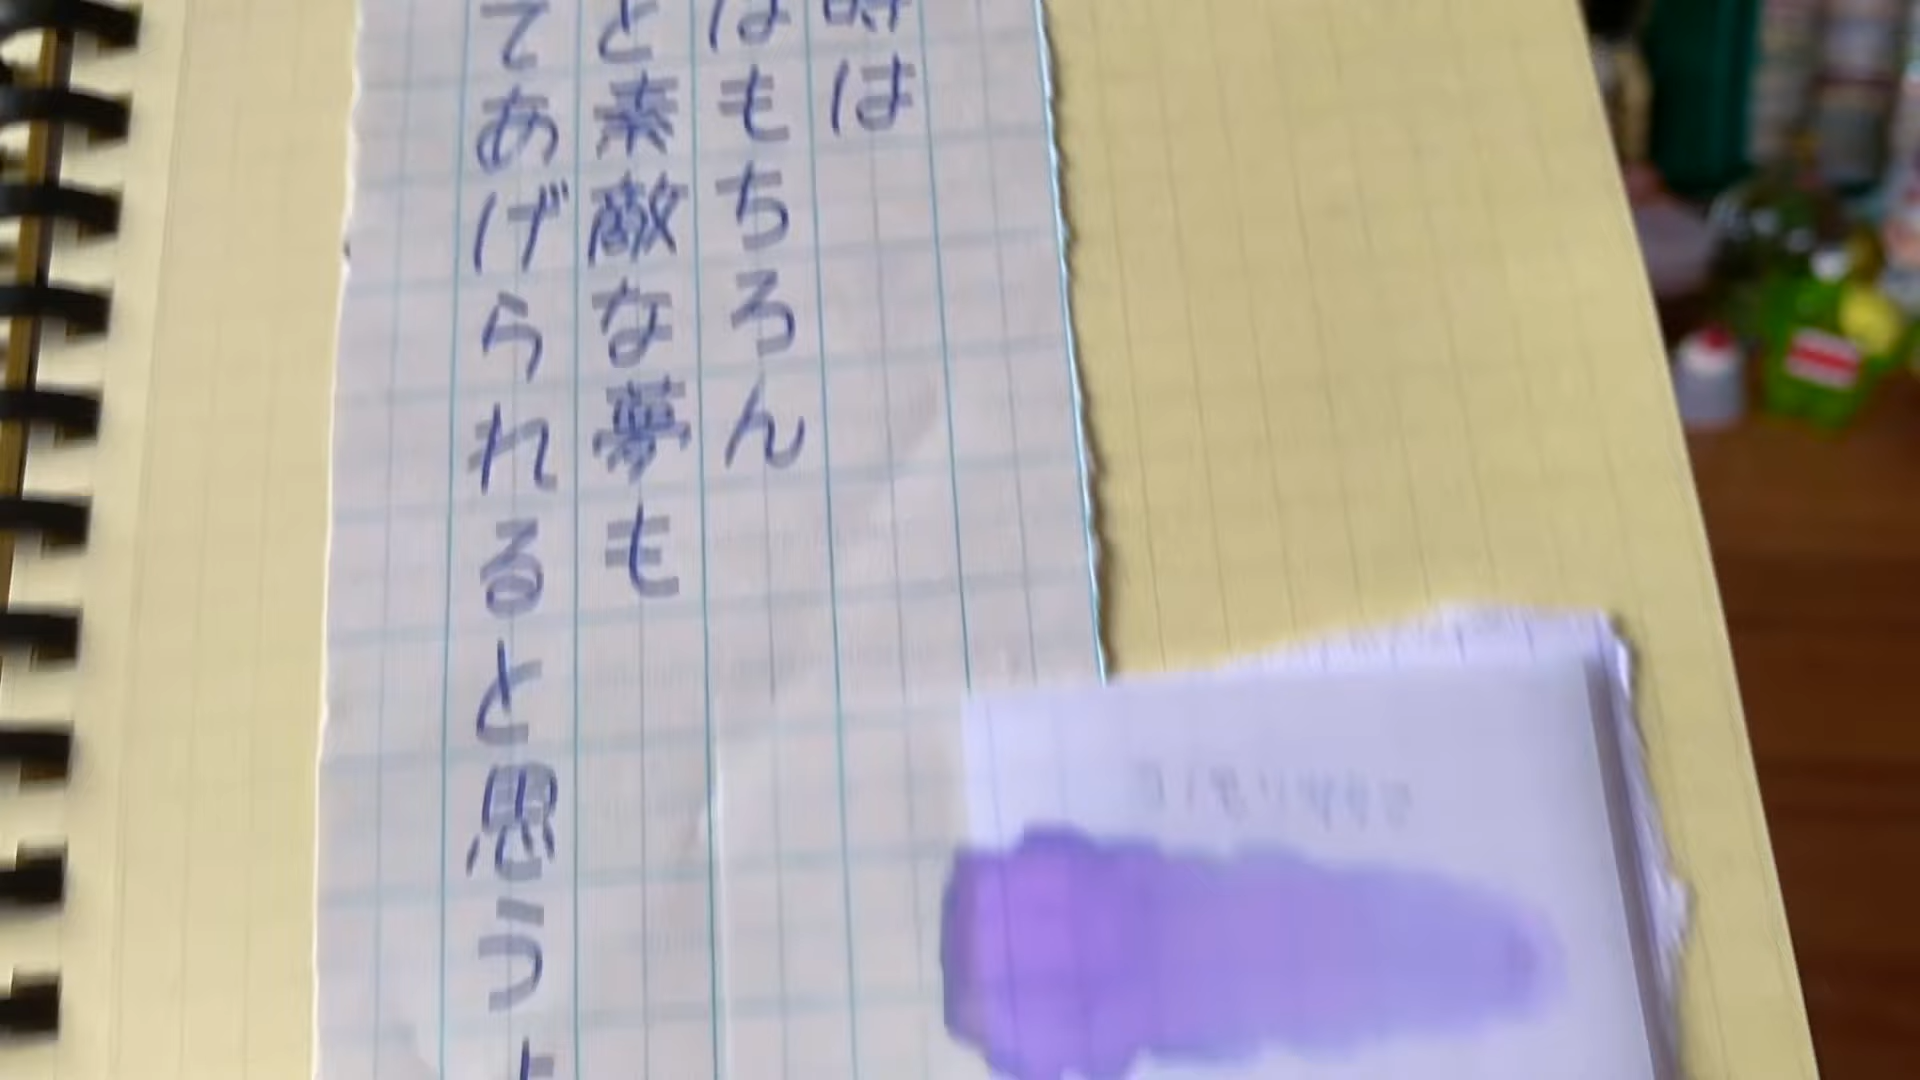 時は
はもちろん
と素敵な夢も
てあげられると思う